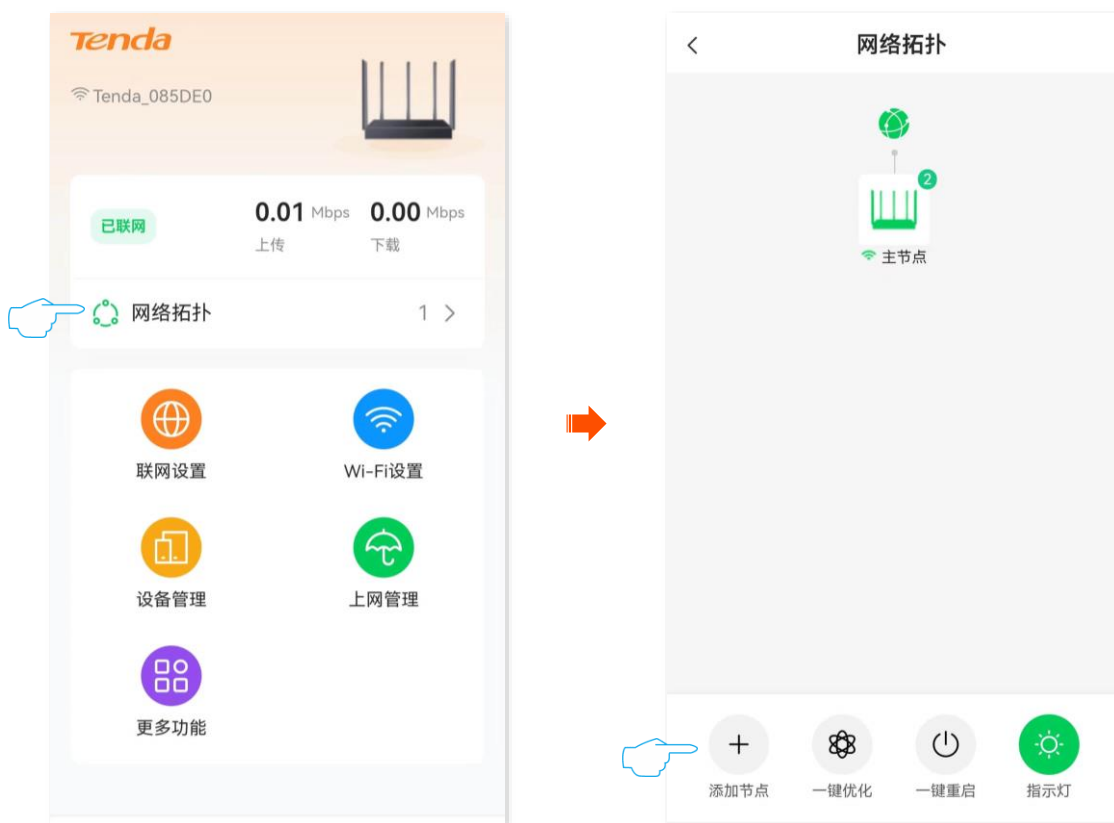 Tenda
Tenda_085DE0
已联网
0.01 Mbps 0.00 Mbps
上传 下载
网络拓扑 1
联网设置 Wi-Fi设置
设备管理 上网管理
更多功能
网络拓扑
2
主节点
添加节点 一键优化 一键重启 指示灯